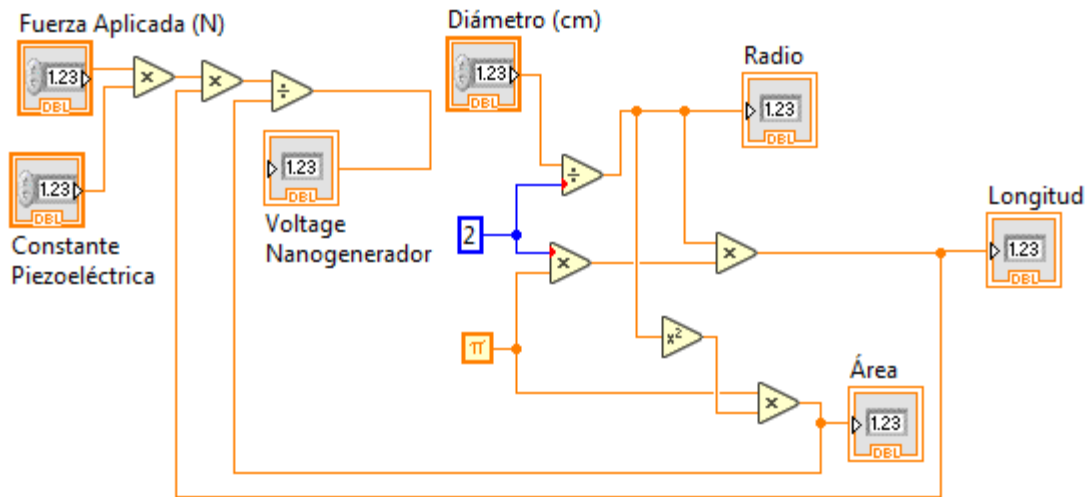 Fuerza Aplicada (N)
1.23
DBL
×
×
÷
Constante
Piezoeléctrica
1.23
DBL
1.23
DBL
Voltage
Nanogenerador
Diámetro (cm)
1.23
DBL
÷
2
×
π
×
x²
×
Radio
1.23
DBL
Longitud
1.23
DBL
Área
1.23
DBL